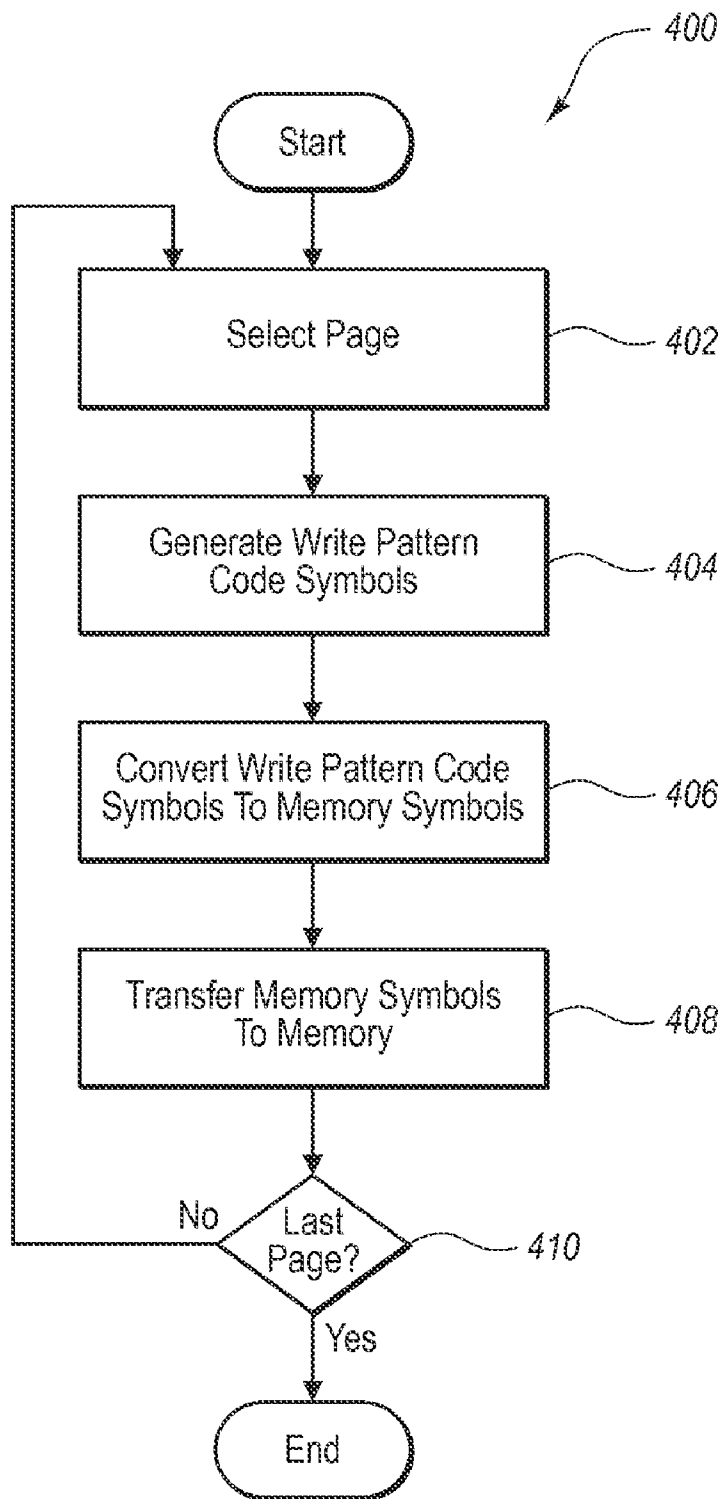 400
Start
Select Page
402
Generate Write Pattern
Code Symbols
404
Convert Write Pattern Code
Symbols To Memory Symbols
406
Transfer Memory Symbols
To Memory
408
No
Last
Page?
410
Yes
End